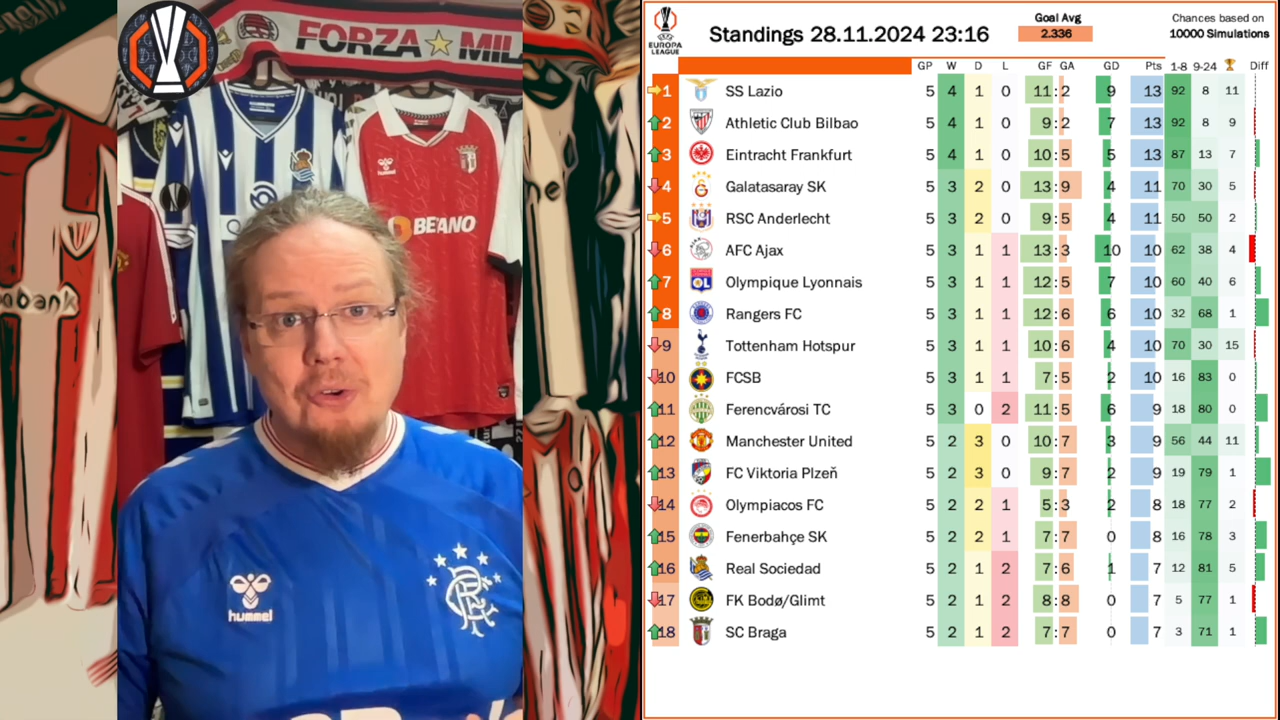 FORZA MILA
hummel
BEANO
hummel
obank
EUROPA
LEAGUE
Standings 28.11.2024 23:16
Goal Avg
2.336
Chances based on
10000 Simulations
GP W D L GF GA GD Pts 1-8 9-24 Diff
1 SS Lazio 5 4 1 0 11:2 9 13 92 8 11
2 Athletic Club Bilbao 5 4 1 0 9:2 7 13 92 8 9
3 Eintracht Frankfurt 5 4 1 0 10:5 5 13 87 13 7
4 Galatasaray SK 5 3 2 0 13:9 4 11 70 30 5
5 RSC Anderlecht 5 3 2 0 9:5 4 11 50 50 2
6 AFC Ajax 5 3 1 1 13:3 10 10 62 38 4
7 Olympique Lyonnais 5 3 1 1 12:5 7 10 60 40 6
8 Rangers FC 5 3 1 1 12:6 6 10 32 68 1
9 Tottenham Hotspur 5 3 1 1 10:6 4 10 70 30 15
10 FCSB 5 3 1 1 7:5 2 10 16 83 0
11 Ferencvárosi TC 5 3 0 2 11:5 6 9 18 80 0
12 Manchester United 5 2 3 0 10:7 3 9 56 44 11
13 FC Viktoria Plzeň 5 2 3 0 9:7 2 9 19 79 1
14 Olympiacos FC 5 2 2 1 5:3 2 8 18 77 2
15 Fenerbahçe SK 5 2 2 1 7:7 0 8 16 78 3
16 Real Sociedad 5 2 1 2 7:6 1 7 12 81 5
17 FK Bodø/Glimt 5 2 1 2 8:8 0 7 5 77 1
18 SC Braga 5 2 1 2 7:7 0 7 3 71 1